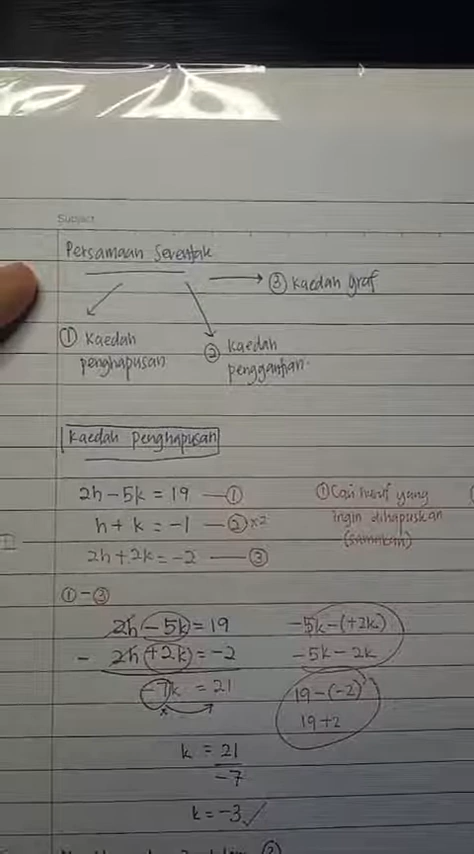 Subject
Persamaan Serentak
③ Kaedah graf
① Kaedah penghapusan
② Kaedah penggantian.
Kaedah Penghapusan
2h - 5k = 19 — ①
h + k = -1 — ② ×2
2h + 2k = -2 — ③
① Cari huruf yang
ingin dihapuskan
(samakan)
① - ③
2h - 5k = 19
- 2h + 2k = -2
-7k = 21
-5k - (+2k)
-5k - 2k
19 - (-2)
19 + 2
k = 21
-7
k = -3 ✓